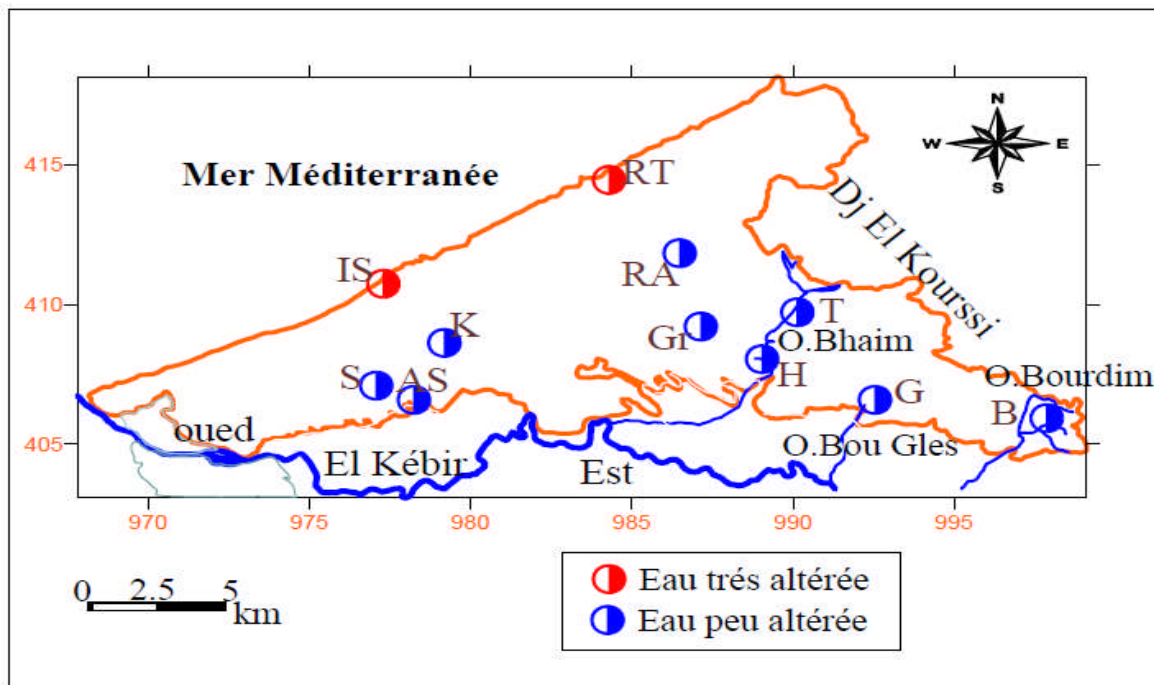 N
W E
S
415
410
405
Mer Méditerranée
RT
IS
RA
K
Gr
T
O.Bhaim
H
S
AS
G
B
Dj El Kourssi
O.Bourdim
O.Bou Gles
oued
El Kébir
Est
970 975 980 985 990 995
0 2.5 5
km
Eau trés altérée
Eau peu altérée